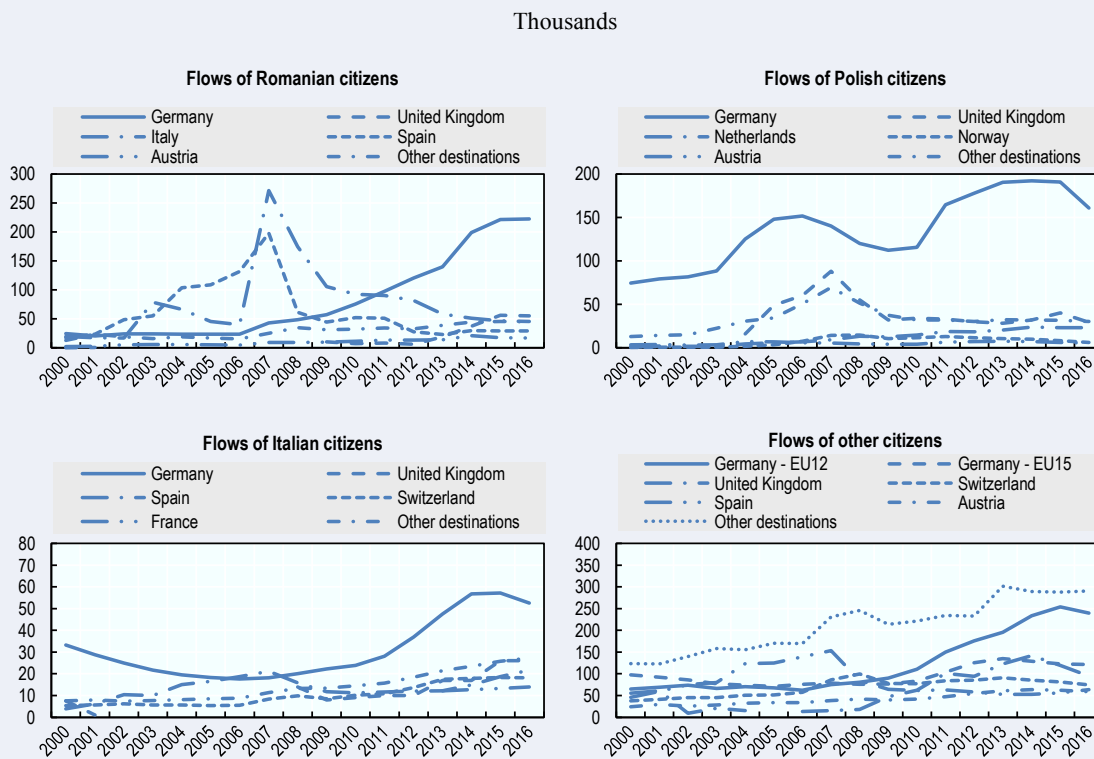 Thousands
Flows of Romanian citizens
Germany United Kingdom
Italy Spain
Austria Other destinations
300
250
200
150
100
50
0
2000 2001 2002 2003 2004 2005 2006 2007 2008 2009 2010 2011 2012 2013 2014 2015 2016
Flows of Polish citizens
Germany United Kingdom
Netherlands Norway
Austria Other destinations
200
150
100
50
0
2000 2001 2002 2003 2004 2005 2006 2007 2008 2009 2010 2011 2012 2013 2014 2015 2016
Flows of Italian citizens
Germany United Kingdom
Spain Switzerland
France Other destinations
80
70
60
50
40
30
20
10
0
2000 2001 2002 2003 2004 2005 2006 2007 2008 2009 2010 2011 2012 2013 2014 2015 2016
Flows of other citizens
Germany - EU12 Germany - EU15
United Kingdom Switzerland
Spain Austria
Other destinations
400
350
300
250
200
150
100
50
0
2000 2001 2002 2003 2004 2005 2006 2007 2008 2009 2010 2011 2012 2013 2014 2015 2016